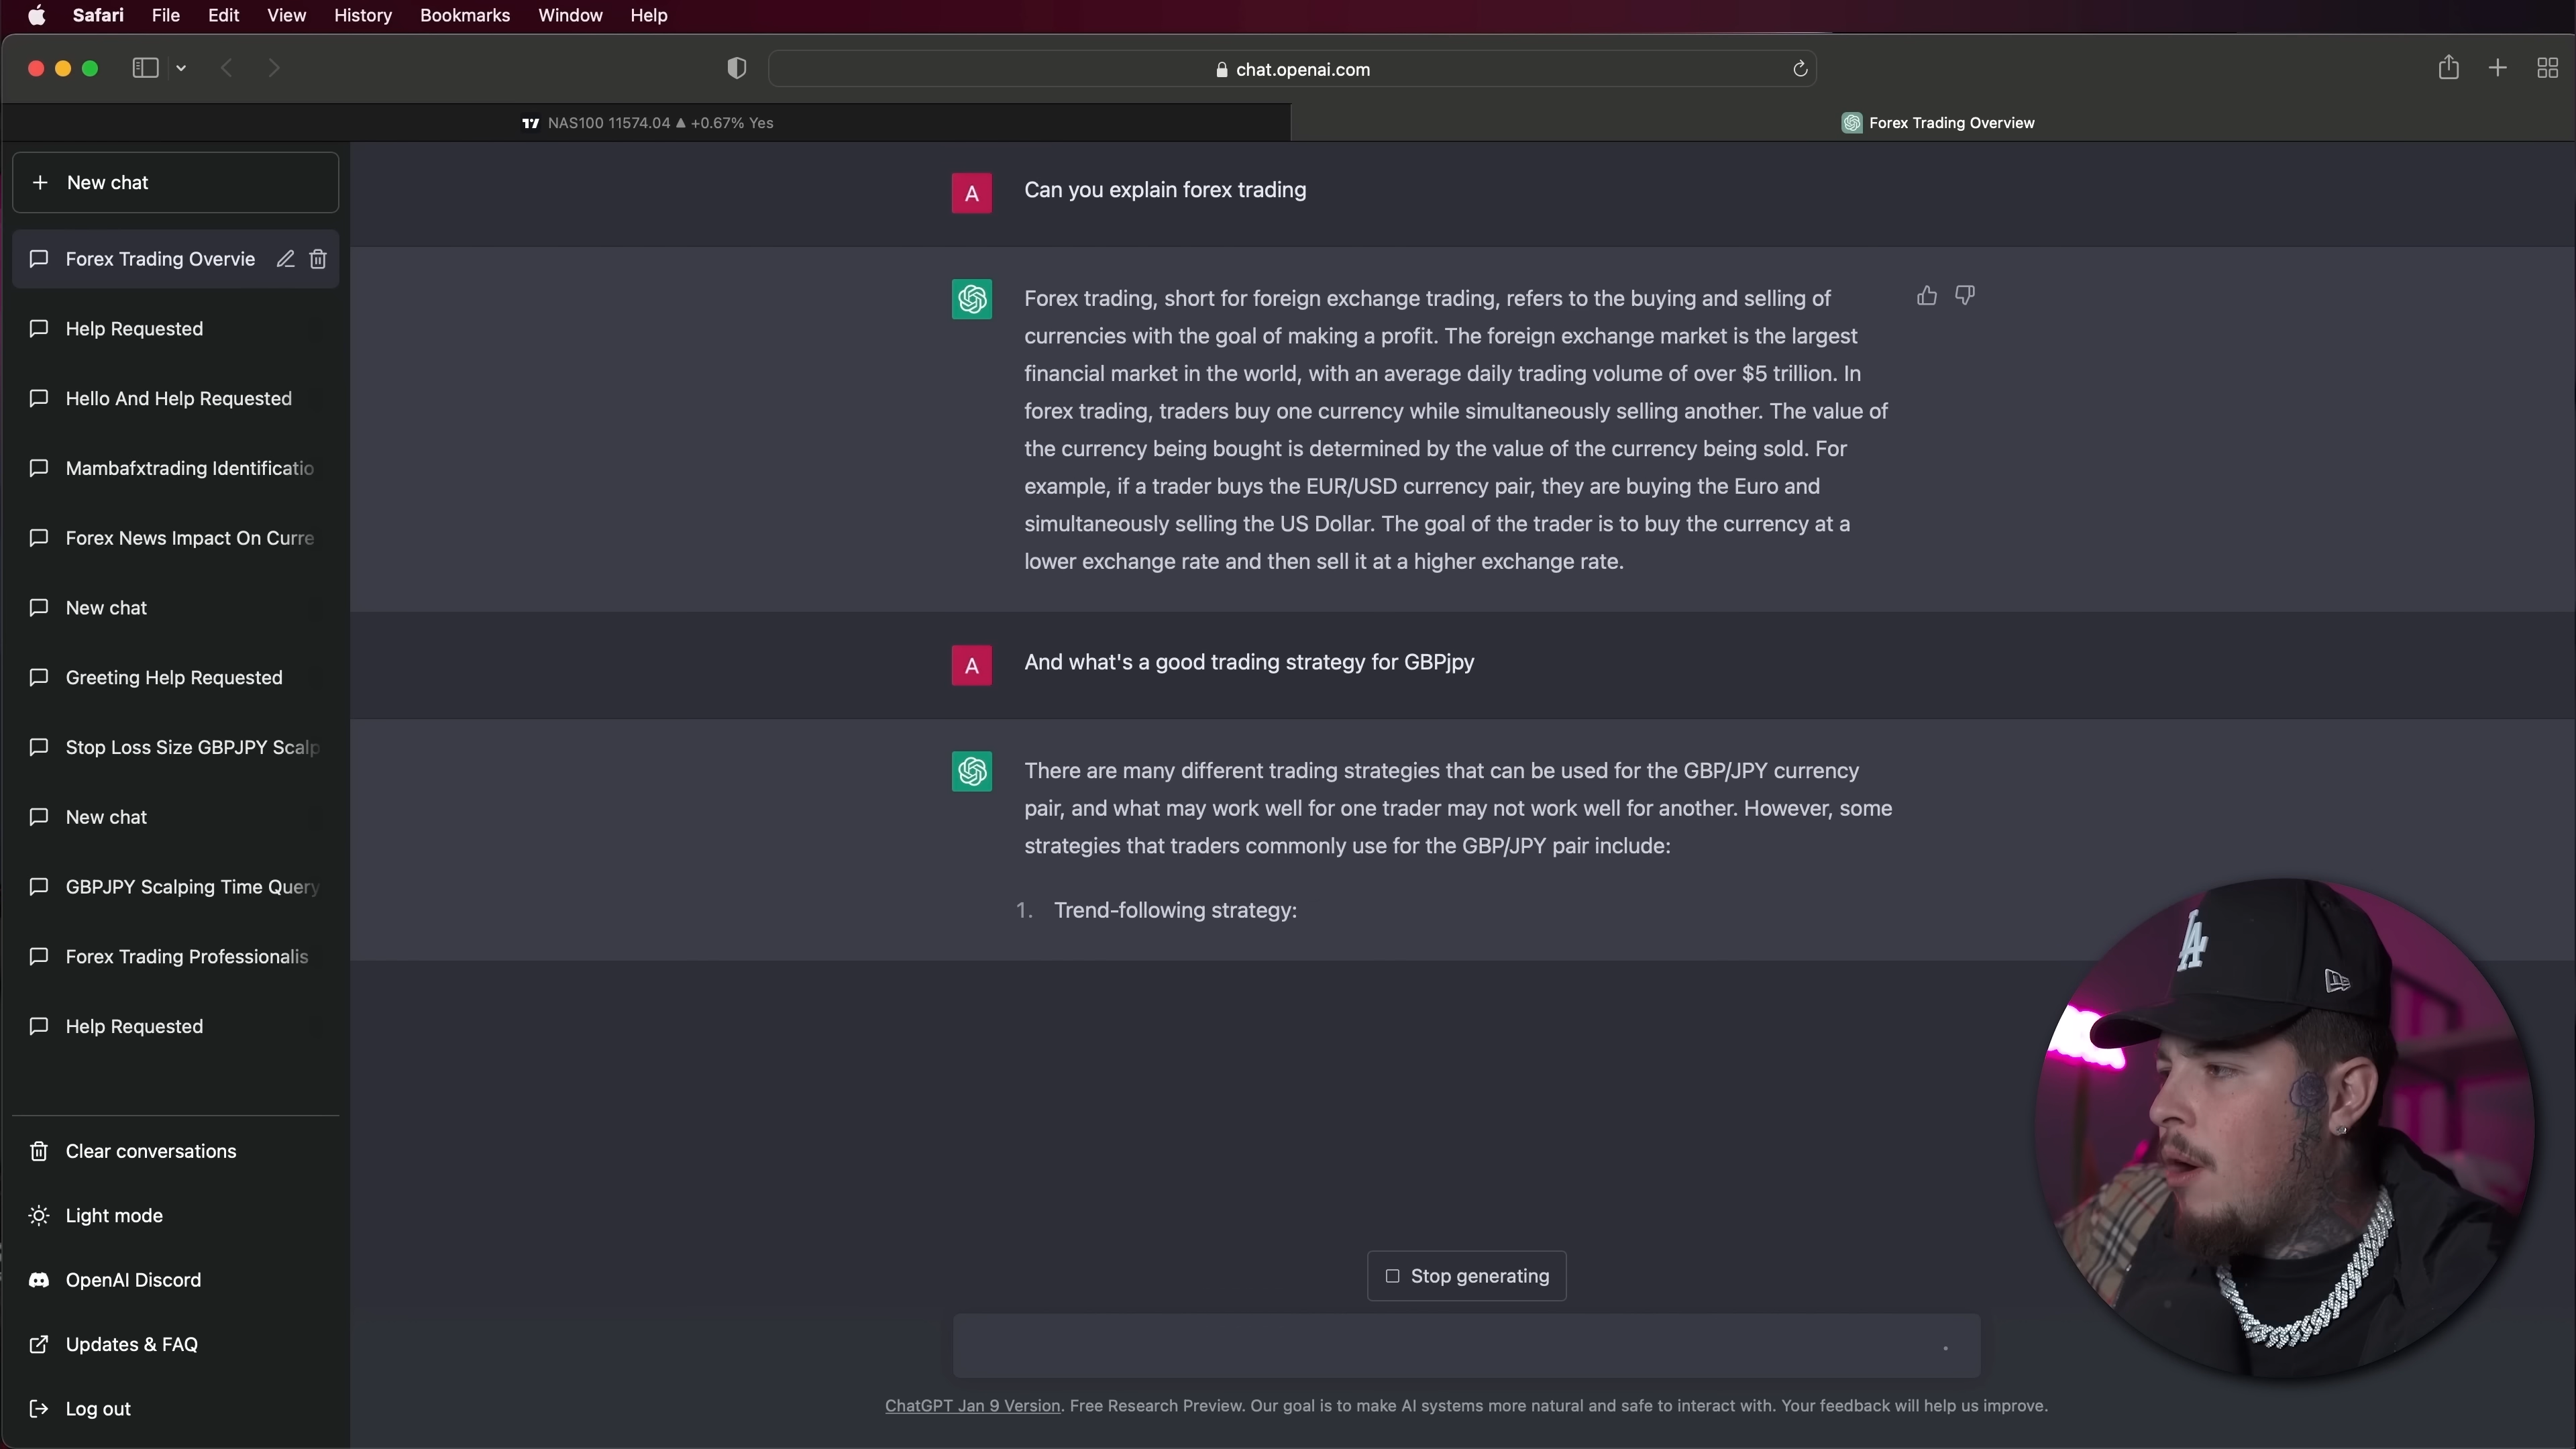 Safari File Edit View History Bookmarks Window Help
chat.openai.com
NAS100 11574.04 ▲ +0.67% Yes
Forex Trading Overview
New chat
Forex Trading Overvie
Help Requested
Hello And Help Requested
Mambafxtrading Identificatio
Forex News Impact On Curre
New chat
Greeting Help Requested
Stop Loss Size GBPJPY Scalp
New chat
GBPJPY Scalping Time Query
Forex Trading Professionalis
Help Requested
Clear conversations
Light mode
OpenAI Discord
Updates & FAQ
Log out
A
Can you explain forex trading
Forex trading, short for foreign exchange trading, refers to the buying and selling of
currencies with the goal of making a profit. The foreign exchange market is the largest
financial market in the world, with an average daily trading volume of over $5 trillion. In
forex trading, traders buy one currency while simultaneously selling another. The value of
the currency being bought is determined by the value of the currency being sold. For
example, if a trader buys the EUR/USD currency pair, they are buying the Euro and
simultaneously selling the US Dollar. The goal of the trader is to buy the currency at a
lower exchange rate and then sell it at a higher exchange rate.
A
And what's a good trading strategy for GBPjpy
There are many different trading strategies that can be used for the GBP/JPY currency
pair, and what may work well for one trader may not work well for another. However, some
strategies that traders commonly use for the GBP/JPY pair include:
1. Trend-following strategy:
Stop generating
ChatGPT Jan 9 Version. Free Research Preview. Our goal is to make AI systems more natural and safe to interact with. Your feedback will help us improve.
LA